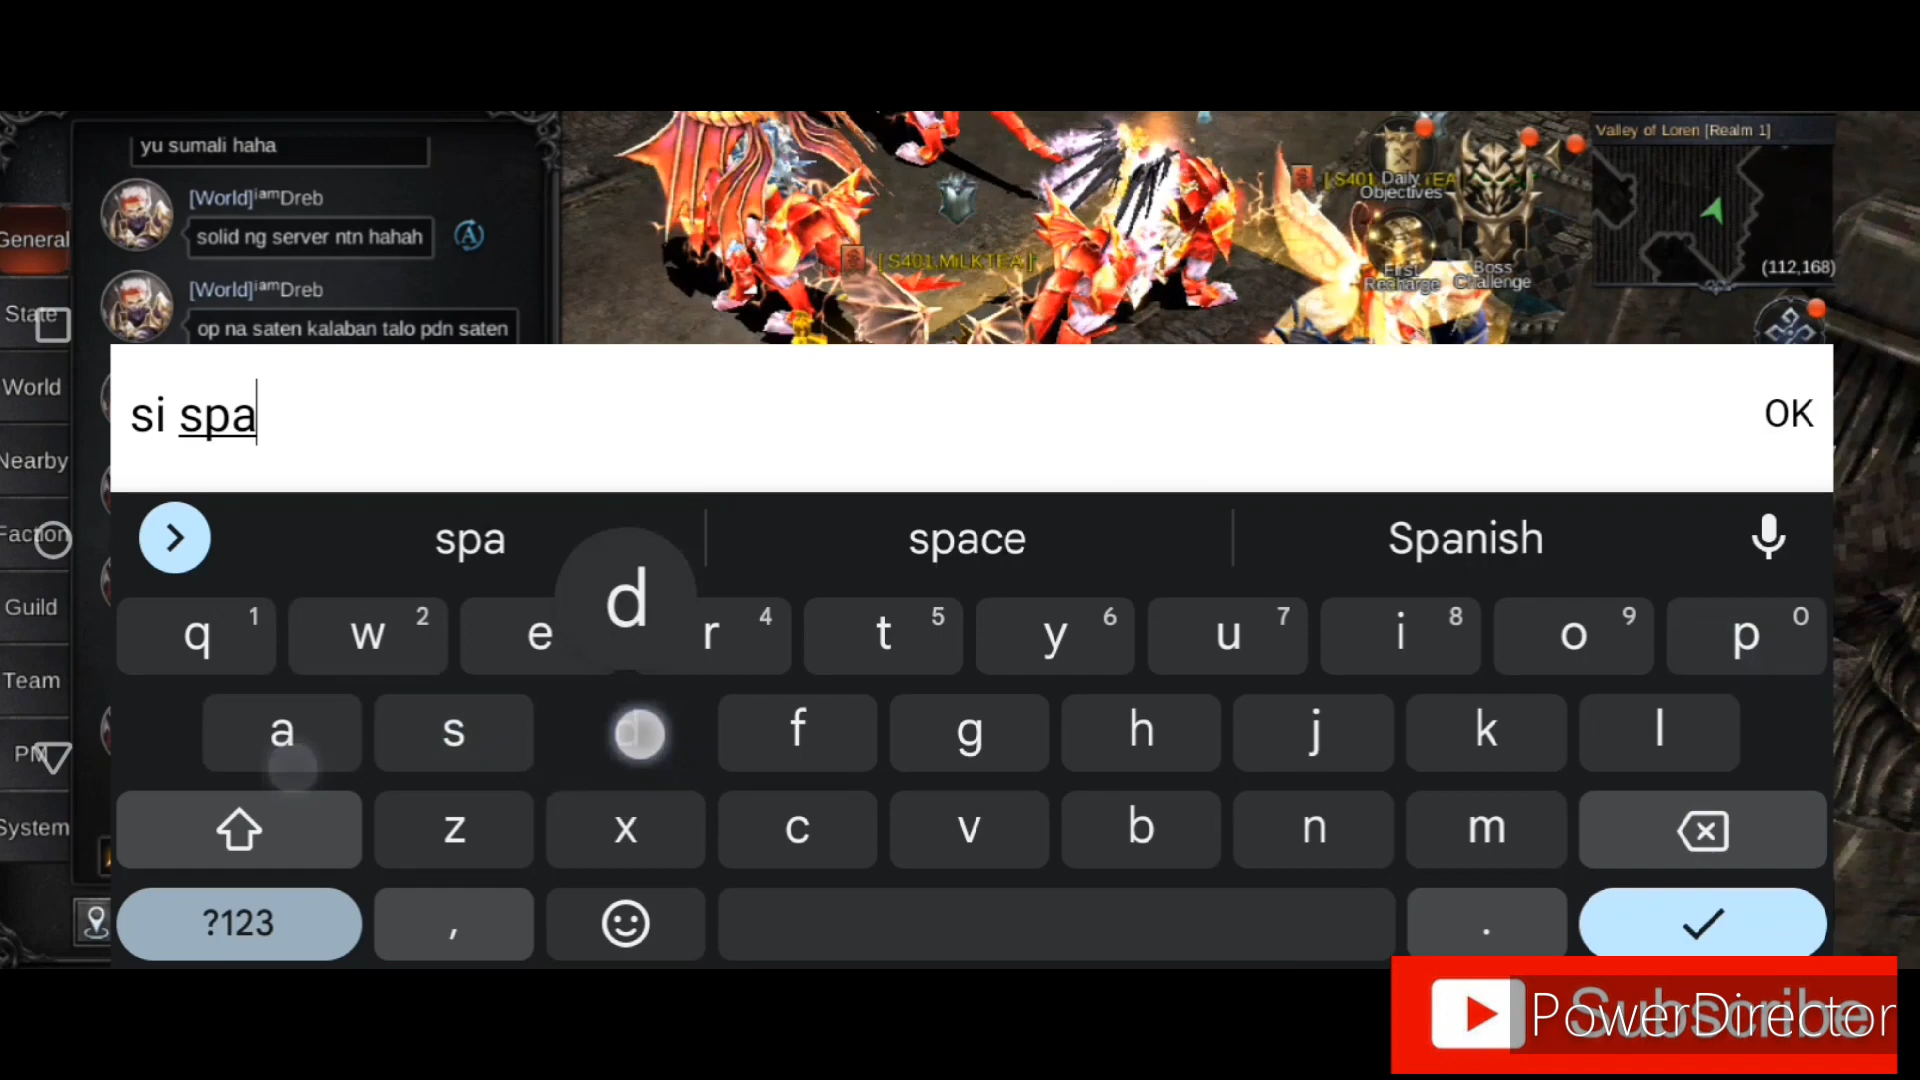 yu sumali haha
[World]iamDreb
solid ng server ntn hahah
[World]iamDreb
op na saten kalaban talo pdn saten
General
State
World
Nearby
Faction
Guild
Team
PM
System
[S401.MiLKTEA]
[S401
TEA
Daily
Objectives
First
Recharge
Boss
Challenge
Valley of Loren [Realm 1]
(112,168)
si spa
OK
spa
space
Spanish
d
q 1
w 2
e
r 4
t 5
y 6
u 7
i 8
o 9
p 0
a
s
d
f
g
h
j
k
l
z
x
c
v
b
n
m
?123
,
.
Subscribe
PowerDirector